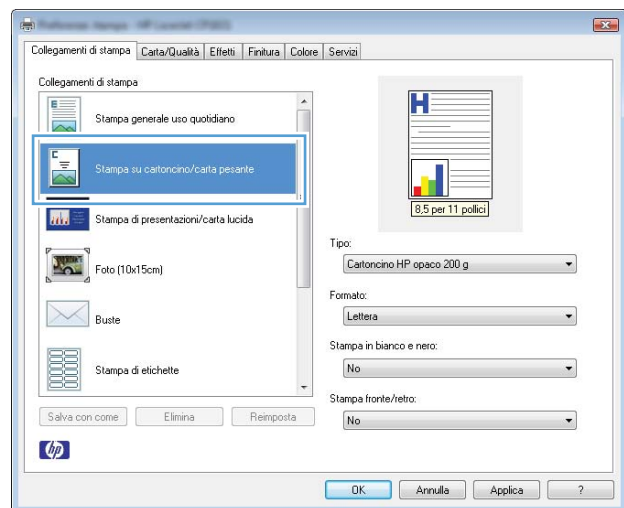 Collegamenti di stampa
Carta/Qualità
Effetti
Finitura
Colore
Servizi
Collegamenti di stampa
Stampa generale uso quotidiano
Stampa su cartoncino/carta pesante
Stampa di presentazioni/carta lucida
Foto (10x15cm)
Buste
Stampa di etichette
Salva con come
Elimina
Reimposta
8,5 per 11 pollici
Tipo:
Cartoncino HP opaco 200 g
Formato:
Lettera
Stampa in bianco e nero:
No
Stampa fronte/retro:
No
hp
OK
Annulla
Applica
?